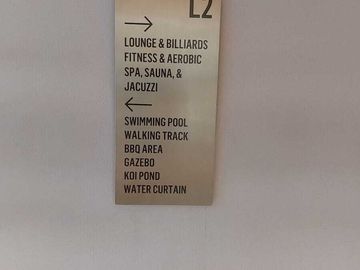 L2
→
LOUNGE & BILLIARDS
FITNESS & AEROBIC
SPA, SAUNA, &
JACUZZI
←
SWIMMING POOL
WALKING TRACK
BBQ AREA
GAZEBO
KOI POND
WATER CURTAIN